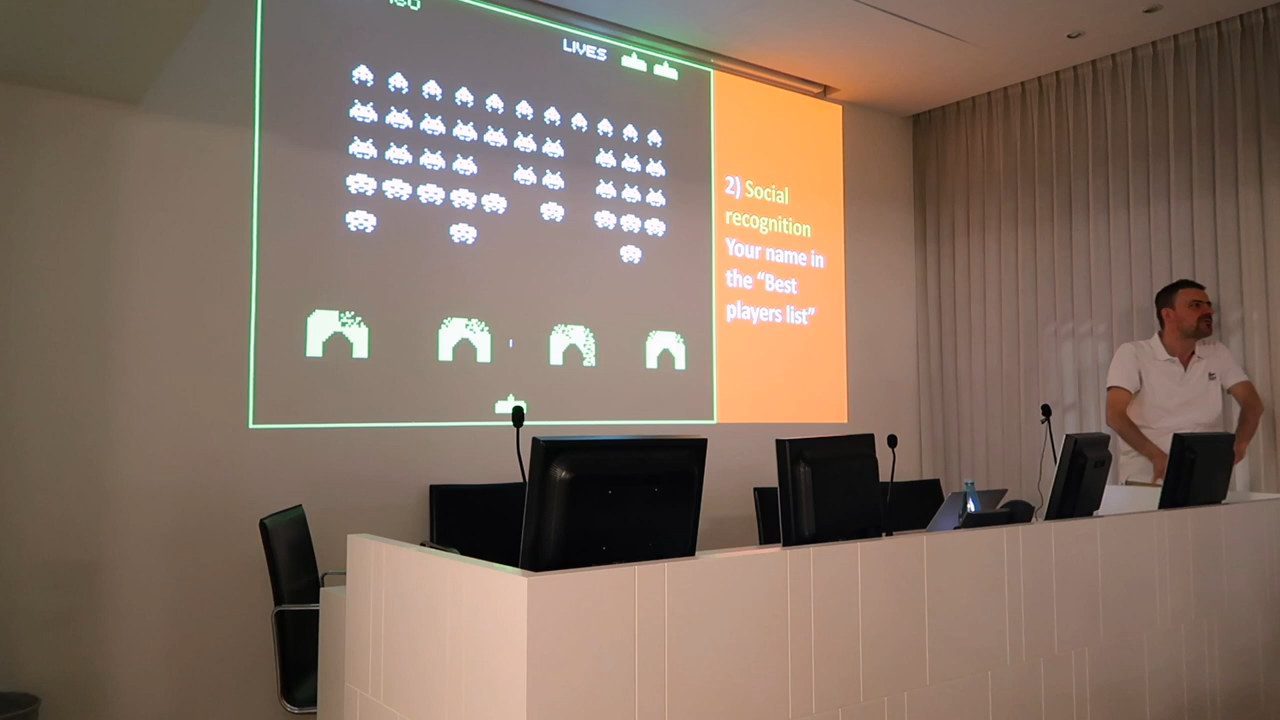 LIVES
2) Social
recognition
Your name in
the “Best
players list”